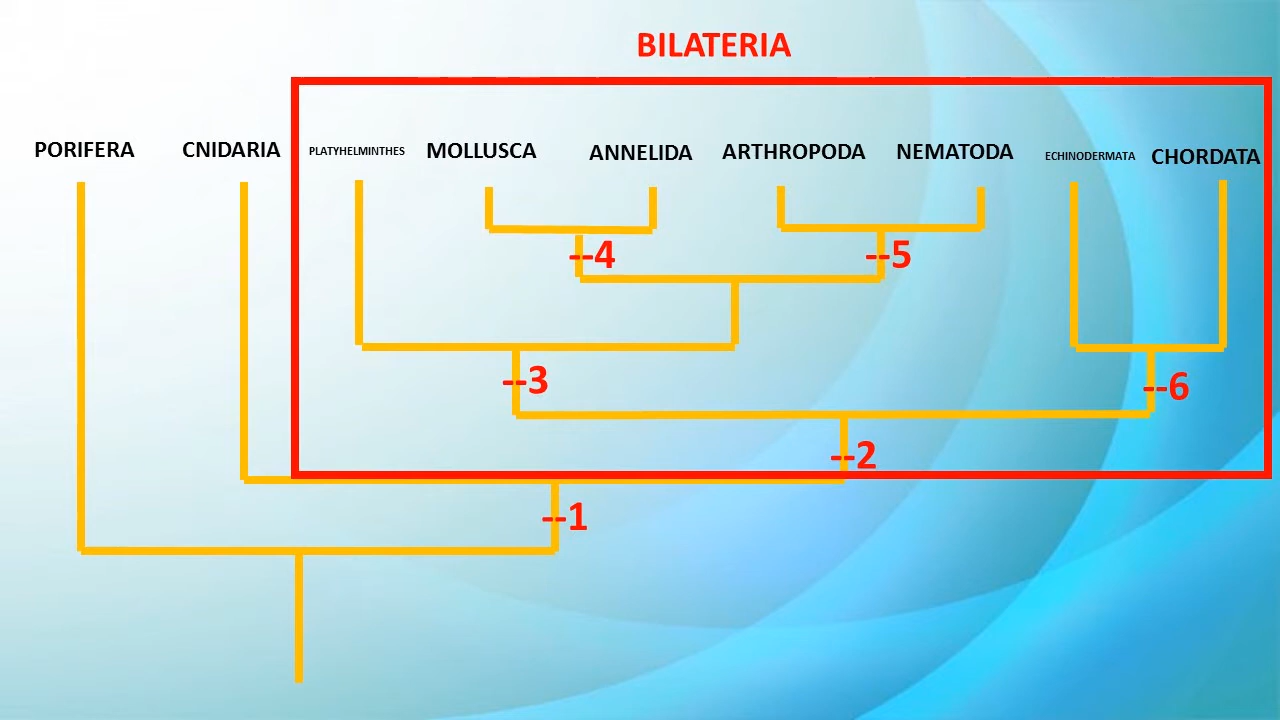 BILATERIA
PORIFERA CNIDARIA PLATYHELMINTHES MOLLUSCA ANNELIDA ARTHROPODA NEMATODA ECHINODERMATA CHORDATA
--4 --5
--3 --6
--2
--1